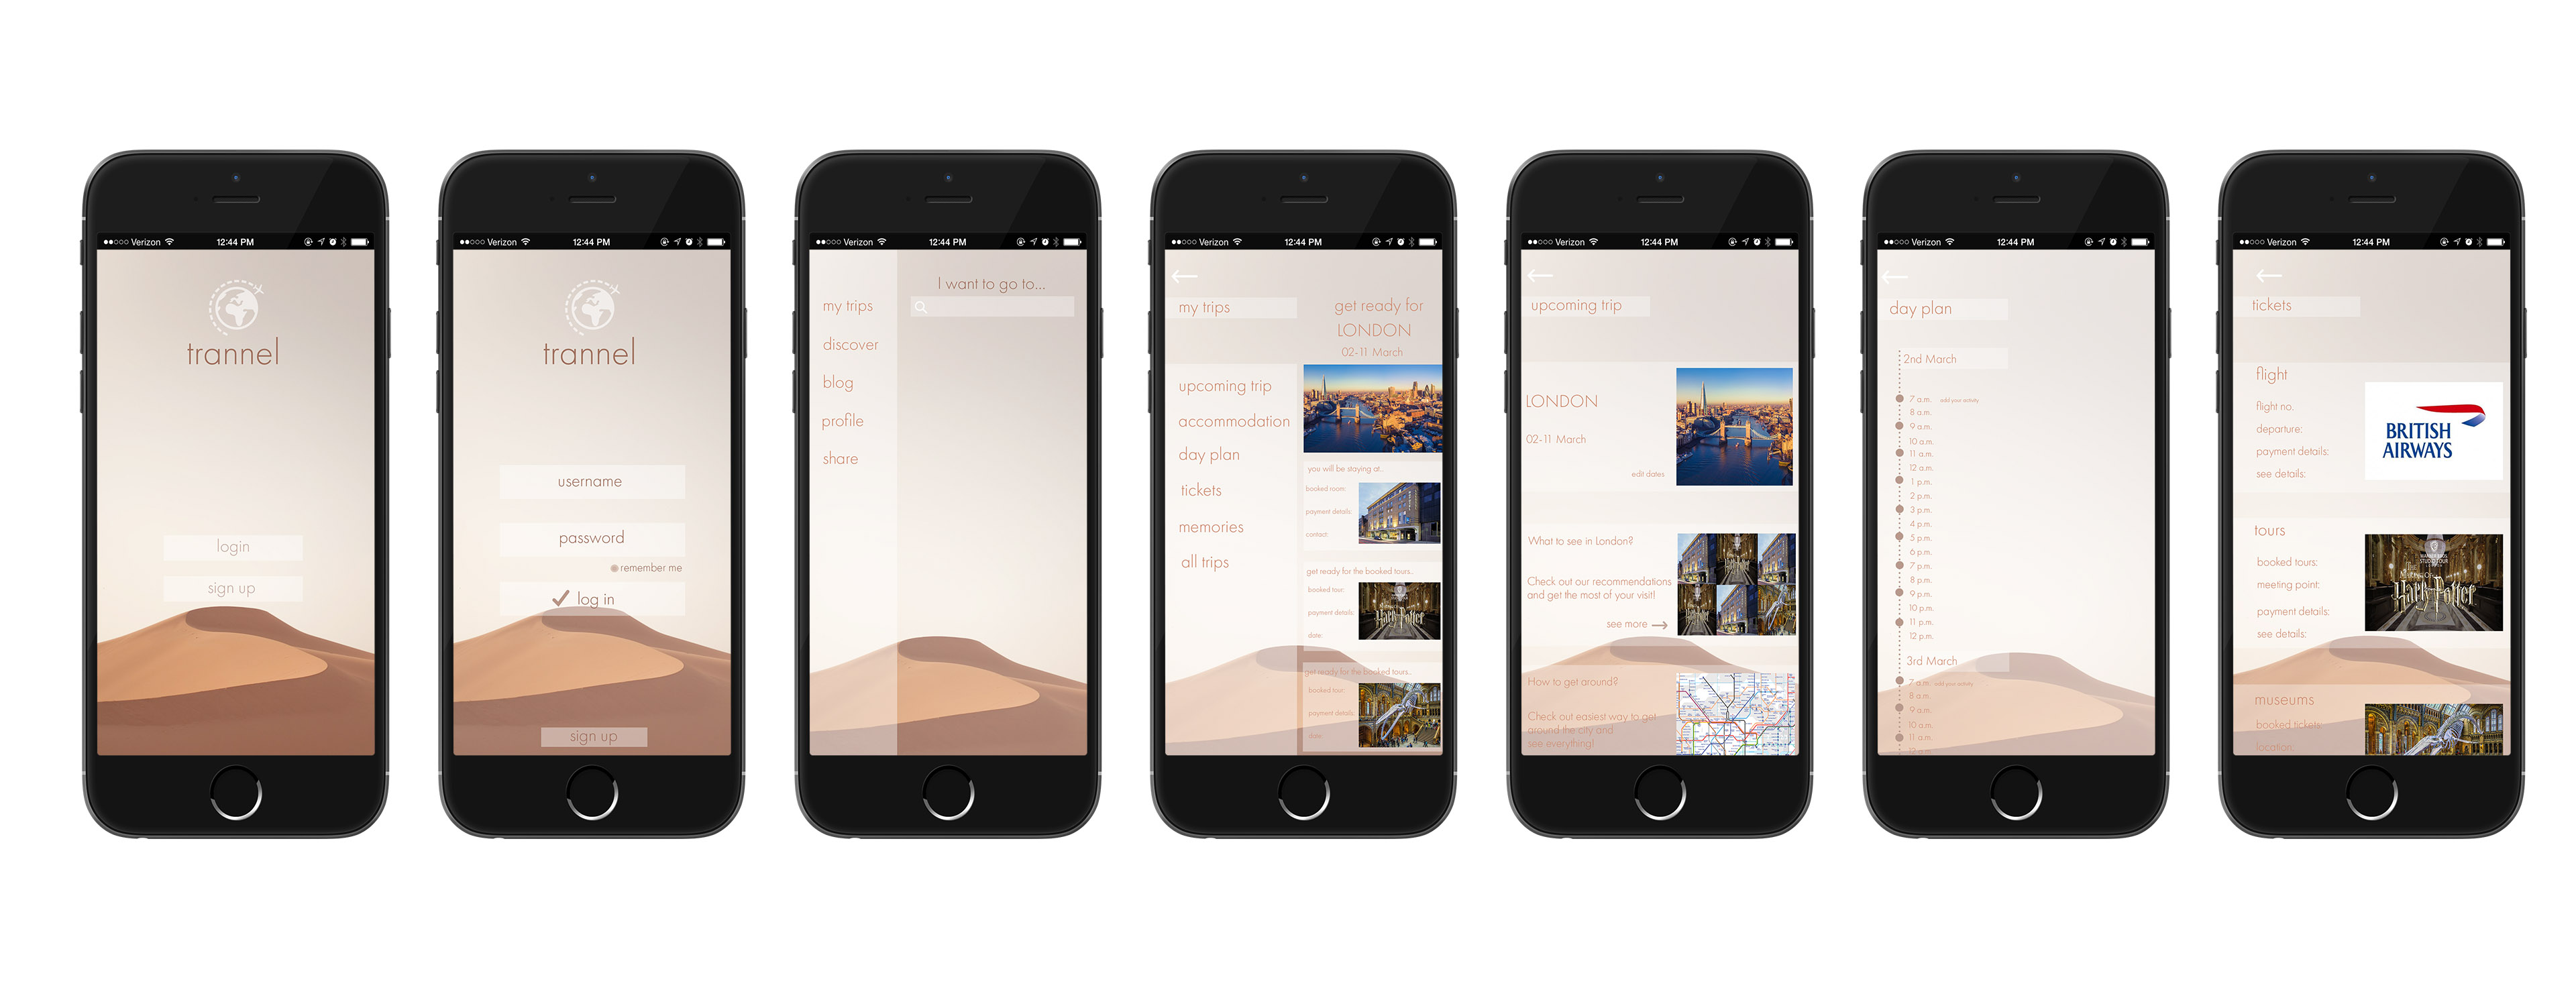 Verizon 12:44 PM
trannel
login
sign up
Verizon 12:44 PM
trannel
username
password
remember me
log in
sign up
Verizon 12:44 PM
my trips
discover
blog
profile
share
I want to go to...
Verizon 12:44 PM
my trips
upcoming trip
accommodation
day plan
tickets
memories
all trips
get ready for
LONDON
02-11 March
you will be staying at..
booked room:
payment details:
contact:
get ready for the booked tours..
booked tour:
payment details:
date:
Harry Potter
get ready for the booked tours..
booked tour:
payment details:
date:
Verizon 12:44 PM
upcoming trip
LONDON
02-11 March
edit dates
What to see in London?
Check out our recommendations
and get the most of your visit!
see more
How to get around?
Check out easiest way to get
around the city and
see everything!
Verizon 12:44 PM
day plan
2nd March
7 a.m. add your activity
8 a.m.
9 a.m.
10 a.m.
11 a.m.
12 a.m.
1 p.m.
2 p.m.
3 p.m.
4 p.m.
5 p.m.
6 p.m.
7 p.m.
8 p.m.
9 p.m.
10 p.m.
11 p.m.
12 p.m.
3rd March
7 a.m. add your activity
8 a.m.
9 a.m.
10 a.m.
11 a.m.
12 a.m.
Verizon 12:44 PM
tickets
flight
flight no.
departure:
payment details:
see details:
BRITISH
AIRWAYS
tours
booked tours:
meeting point:
payment details:
see details:
STUDIO TOUR
The Making of
Harry Potter
museums
booked tickets:
location: